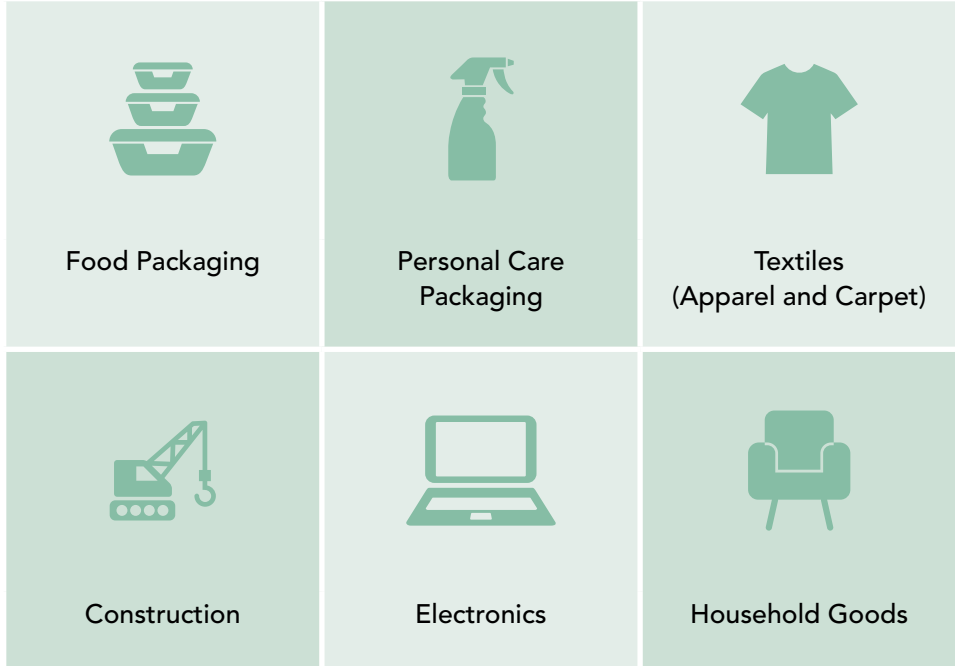 Food Packaging
Personal Care
Packaging
Textiles
(Apparel and Carpet)
Construction
Electronics
Household Goods